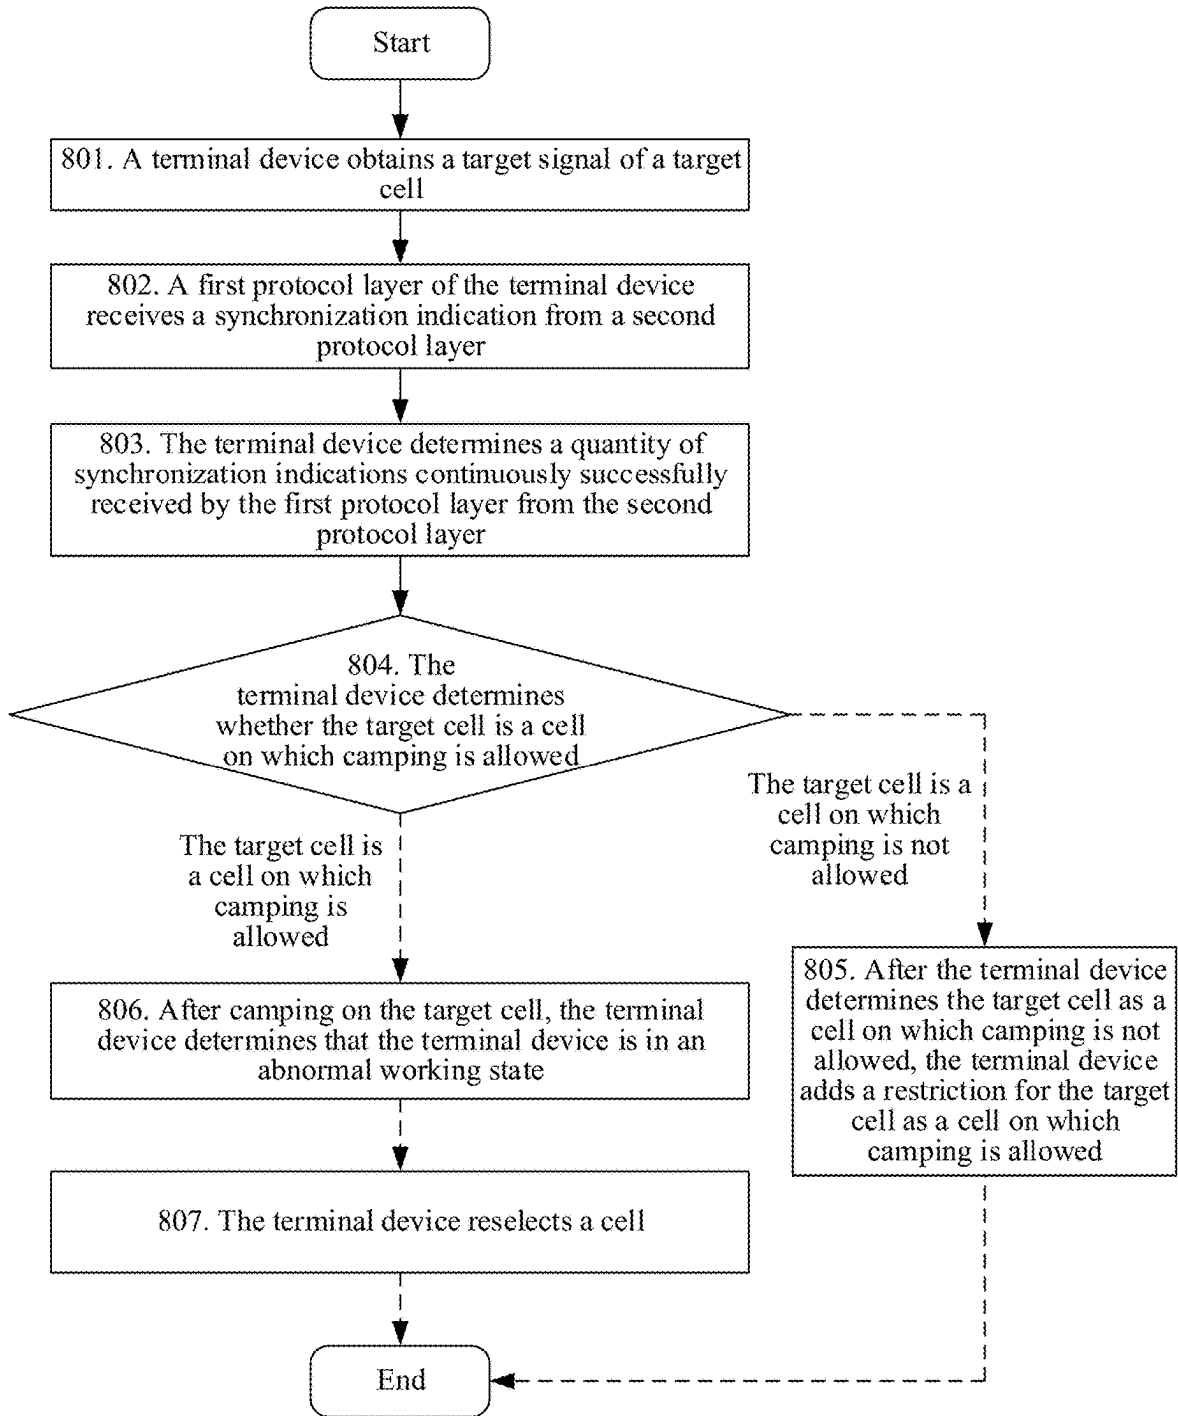 Start
801. A terminal device obtains a target signal of a target
cell
802. A first protocol layer of the terminal device
receives a synchronization indication from a second
protocol layer
803. The terminal device determines a quantity of
synchronization indications continuously successfully
received by the first protocol layer from the second
protocol layer
804. The
terminal device determines
whether the target cell is a cell
on which camping is allowed
The target cell is a
cell on which
camping is not
allowed
The target cell is
a cell on which
camping is
allowed
805. After the terminal device
determines the target cell as a
cell on which camping is not
allowed, the terminal device
adds a restriction for the target
cell as a cell on which
camping is allowed
806. After camping on the target cell, the terminal
device determines that the terminal device is in an
abnormal working state
807. The terminal device reselects a cell
End